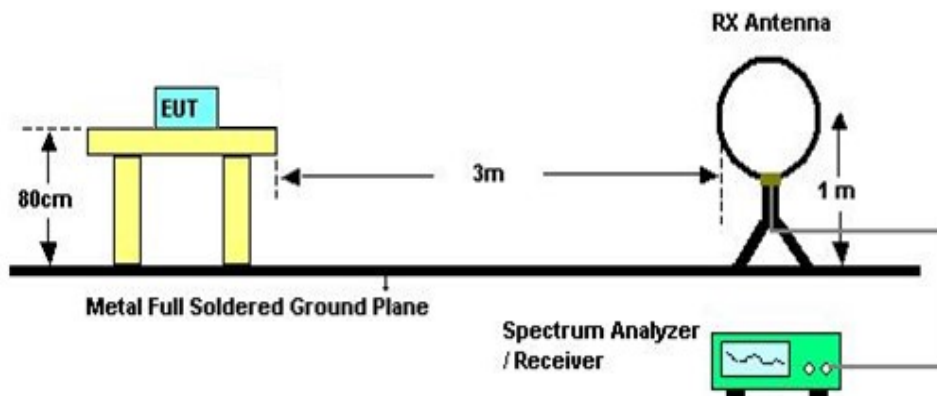 RX Antenna
EUT
80cm
3m
1 m
Metal Full Soldered Ground Plane
Spectrum Analyzer
/ Receiver